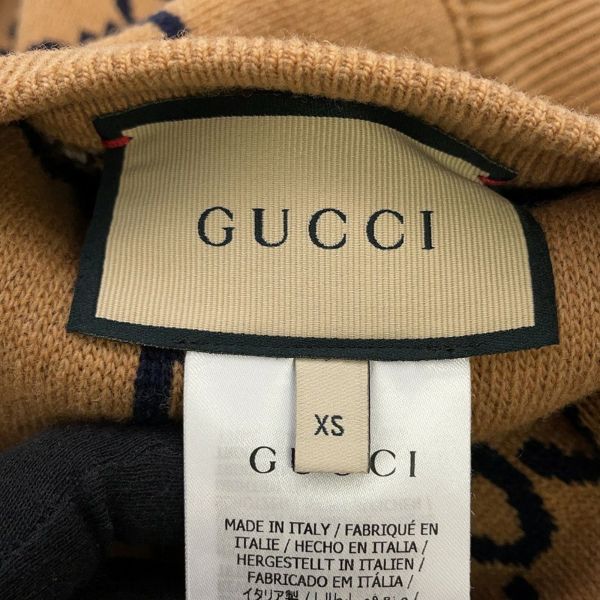 GUCCI
XS
GUCCI
MADE IN ITALY / FABRIQUÉ EN
ITALIE / HECHO EN ITALIA /
HERGESTELLT IN ITALIEN /
FABRICADO EM ITÁLIA /
イタリア製 /